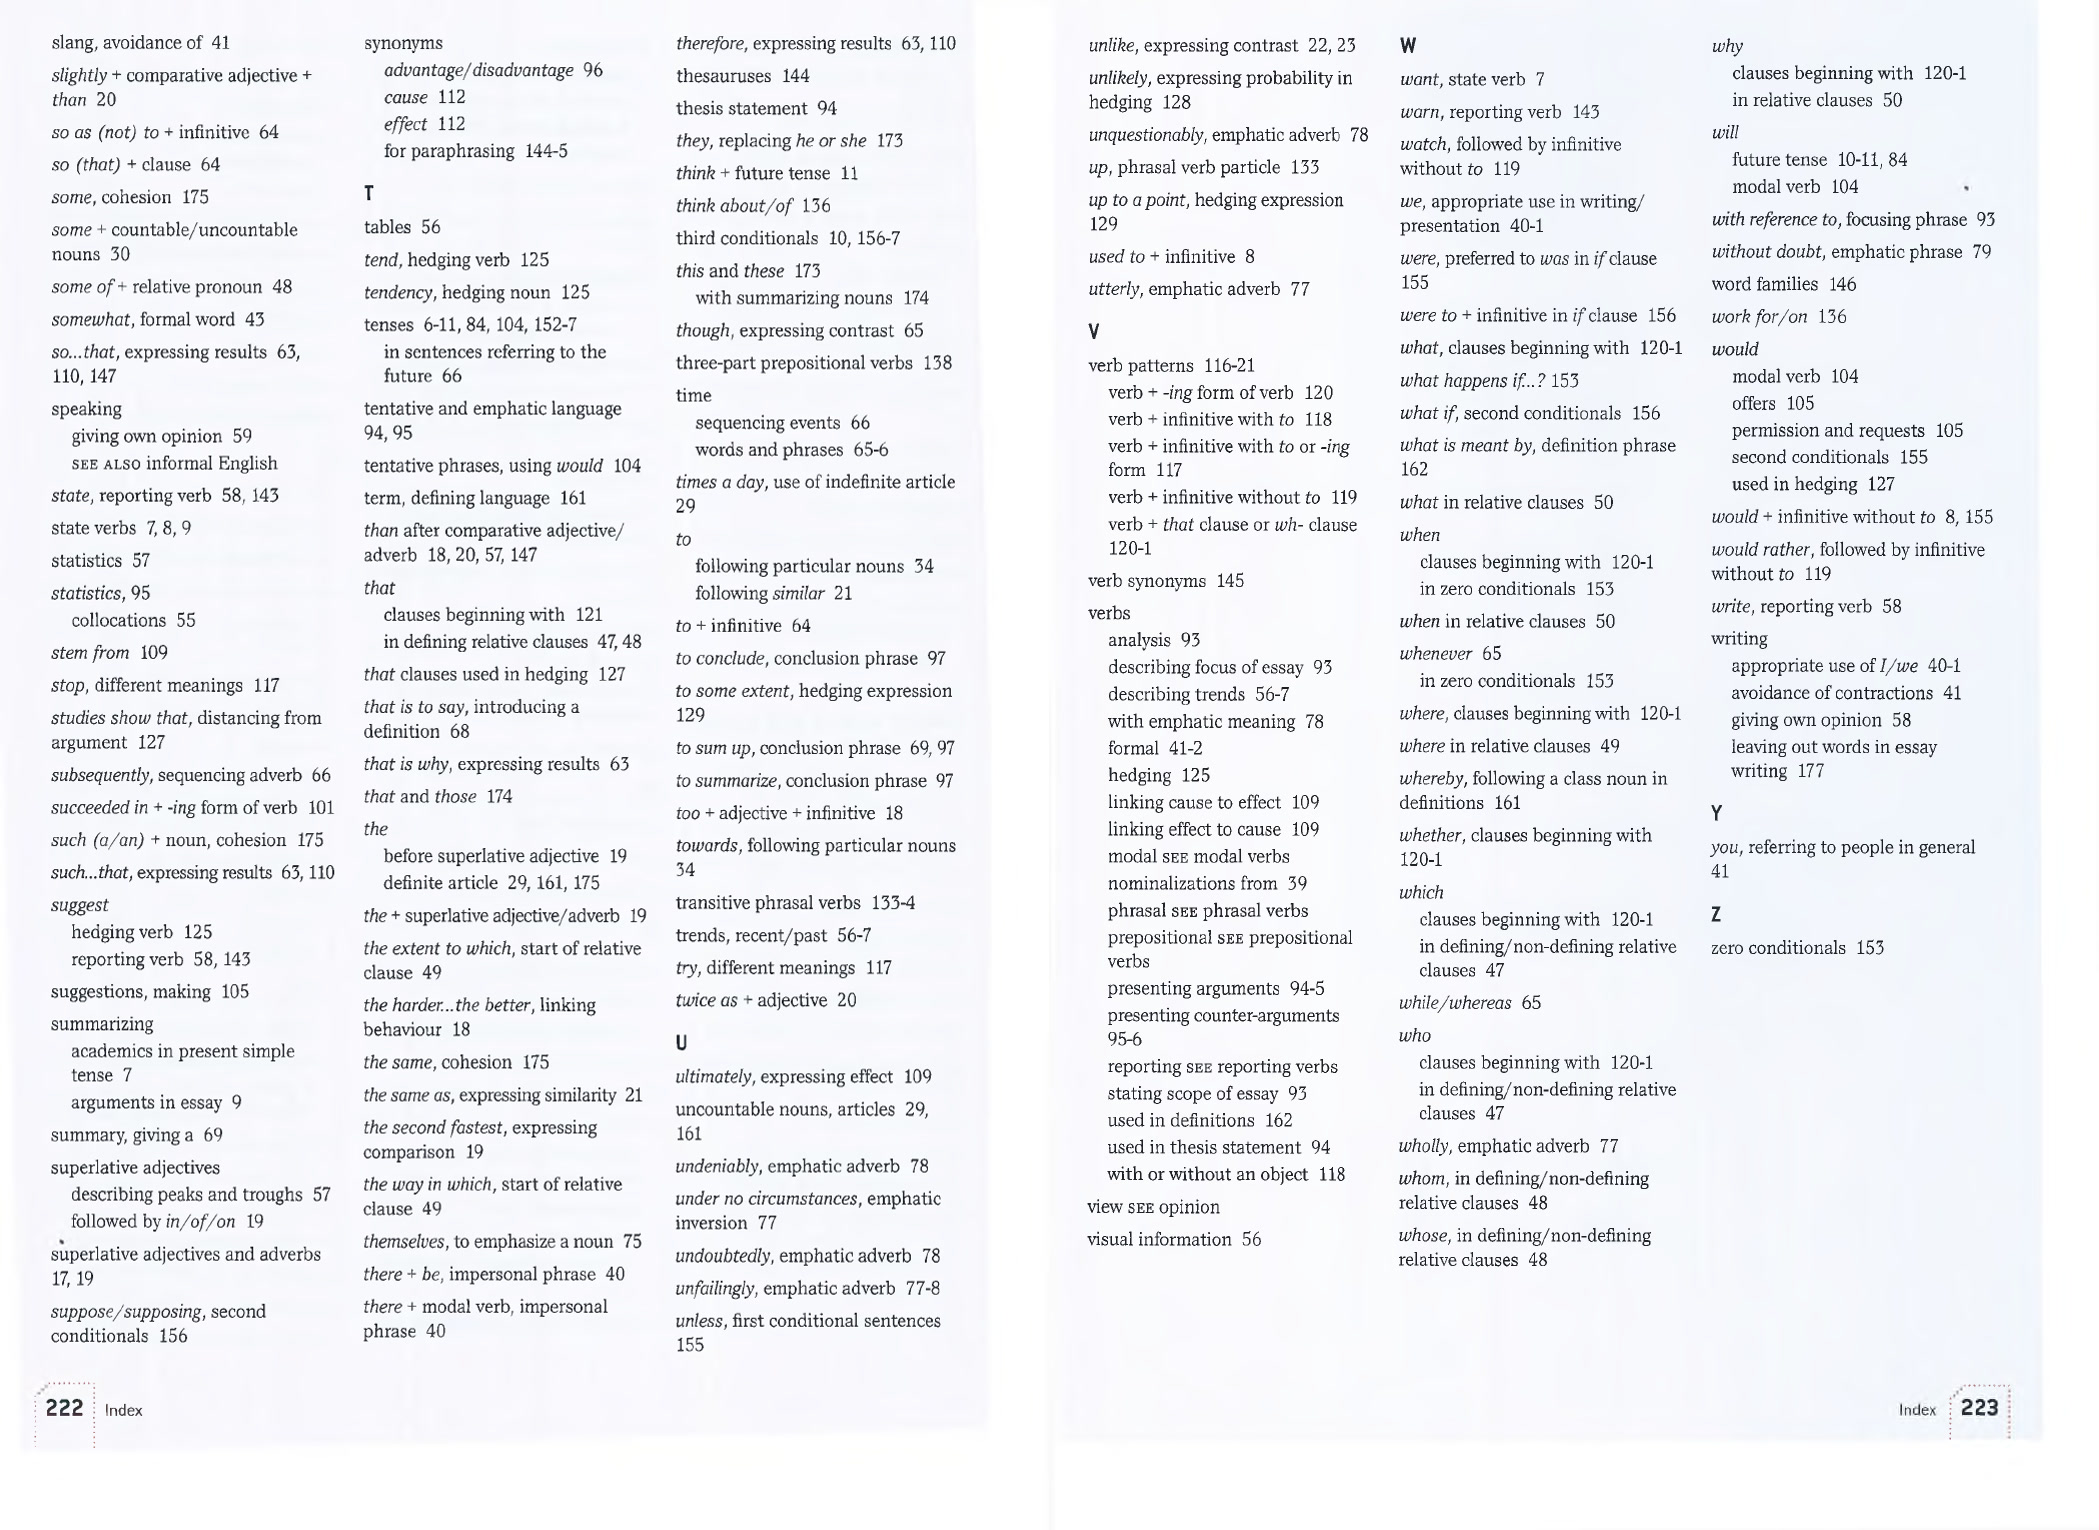 slang, avoidance of 41
slightly + comparative adjective +
than 20
so as (not) to + infinitive 64
so (that) + clause 64
some, cohesion 175
some + countable/uncountable
nouns 30
some of + relative pronoun 48
somewhat, formal word 43
so...that, expressing results 63,
110, 147
speaking
giving own opinion 59
SEE ALSO informal English
state, reporting verb 58, 143
state verbs 7, 8, 9
statistics 57
statistics, 95
collocations 55
stem from 109
stop, different meanings 117
studies show that, distancing from
argument 127
subsequently, sequencing adverb 66
succeeded in + -ing form of verb 101
such (a/an) + noun, cohesion 175
such...that, expressing results 63, 110
suggest
hedging verb 125
reporting verb 58, 143
suggestions, making 105
summarizing
academics in present simple
tense 7
arguments in essay 9
summary, giving a 69
superlative adjectives
describing peaks and troughs 57
followed by in/of/on 19
superlative adjectives and adverbs
17, 19
suppose/supposing, second
conditionals 156
synonyms
advantage/disadvantage 96
cause 112
effect 112
for paraphrasing 144-5
T
tables 56
tend, hedging verb 125
tendency, hedging noun 125
tenses 6-11, 84, 104, 152-7
in sentences referring to the
future 66
tentative and emphatic language
94, 95
tentative phrases, using would 104
term, defining language 161
than after comparative adjective/
adverb 18, 20, 57, 147
that
clauses beginning with 121
in defining relative clauses 47, 48
that clauses used in hedging 127
that is to say, introducing a
definition 68
that is why, expressing results 63
that and those 174
the
before superlative adjective 19
definite article 29, 161, 175
the + superlative adjective/adverb 19
the extent to which, start of relative
clause 49
the harder...the better, linking
behaviour 18
the same, cohesion 175
the same as, expressing similarity 21
the second fastest, expressing
comparison 19
the way in which, start of relative
clause 49
themselves, to emphasize a noun 75
there + be, impersonal phrase 40
there + modal verb, impersonal
phrase 40
therefore, expressing results 63, 110
thesauruses 144
thesis statement 94
they, replacing he or she 173
think + future tense 11
think about/of 136
third conditionals 10, 156-7
this and these 173
with summarizing nouns 174
though, expressing contrast 65
three-part prepositional verbs 138
time
sequencing events 66
words and phrases 65-6
times a day, use of indefinite article
29
to
following particular nouns 34
following similar 21
to + infinitive 64
to conclude, conclusion phrase 97
to some extent, hedging expression
129
to sum up, conclusion phrase 69, 97
to summarize, conclusion phrase 97
too + adjective + infinitive 18
towards, following particular nouns
34
transitive phrasal verbs 133-4
trends, recent/past 56-7
try, different meanings 117
twice as + adjective 20
U
ultimately, expressing effect 109
uncountable nouns, articles 29,
161
undeniably, emphatic adverb 78
under no circumstances, emphatic
inversion 77
undoubtedly, emphatic adverb 78
unfailingly, emphatic adverb 77-8
unless, first conditional sentences
155
222 Index
unlike, expressing contrast 22, 23
unlikely, expressing probability in
hedging 128
unquestionably, emphatic adverb 78
up, phrasal verb particle 133
up to a point, hedging expression
129
used to + infinitive 8
utterly, emphatic adverb 77
V
verb patterns 116-21
verb + -ing form of verb 120
verb + infinitive with to 118
verb + infinitive with to or -ing
form 117
verb + infinitive without to 119
verb + that clause or wh- clause
120-1
verb synonyms 145
verbs
analysis 93
describing focus of essay 93
describing trends 56-7
with emphatic meaning 78
formal 41-2
hedging 125
linking cause to effect 109
linking effect to cause 109
modal SEE modal verbs
nominalizations from 39
phrasal SEE phrasal verbs
prepositional SEE prepositional
verbs
presenting arguments 94-5
presenting counter-arguments
95-6
reporting SEE reporting verbs
stating scope of essay 93
used in definitions 162
used in thesis statement 94
with or without an object 118
view SEE opinion
visual information 56
W
want, state verb 7
warn, reporting verb 143
watch, followed by infinitive
without to 119
we, appropriate use in writing/
presentation 40-1
were, preferred to was in if clause
155
were to + infinitive in if clause 156
what, clauses beginning with 120-1
what happens if...? 153
what if, second conditionals 156
what is meant by, definition phrase
162
what in relative clauses 50
when
clauses beginning with 120-1
in zero conditionals 153
when in relative clauses 50
whenever 65
in zero conditionals 153
where, clauses beginning with 120-1
where in relative clauses 49
whereby, following a class noun in
definitions 161
whether, clauses beginning with
120-1
which
clauses beginning with 120-1
in defining/non-defining relative
clauses 47
while/whereas 65
who
clauses beginning with 120-1
in defining/non-defining relative
clauses 47
wholly, emphatic adverb 77
whom, in defining/non-defining
relative clauses 48
whose, in defining/non-defining
relative clauses 48
why
clauses beginning with 120-1
in relative clauses 50
will
future tense 10-11, 84
modal verb 104
with reference to, focusing phrase 93
without doubt, emphatic phrase 79
word families 146
work for/on 136
would
modal verb 104
offers 105
permission and requests 105
second conditionals 155
used in hedging 127
would + infinitive without to 8, 155
would rather, followed by infinitive
without to 119
write, reporting verb 58
writing
appropriate use of I/we 40-1
avoidance of contractions 41
giving own opinion 58
leaving out words in essay
writing 177
Y
you, referring to people in general
41
Z
zero conditionals 153
Index 223